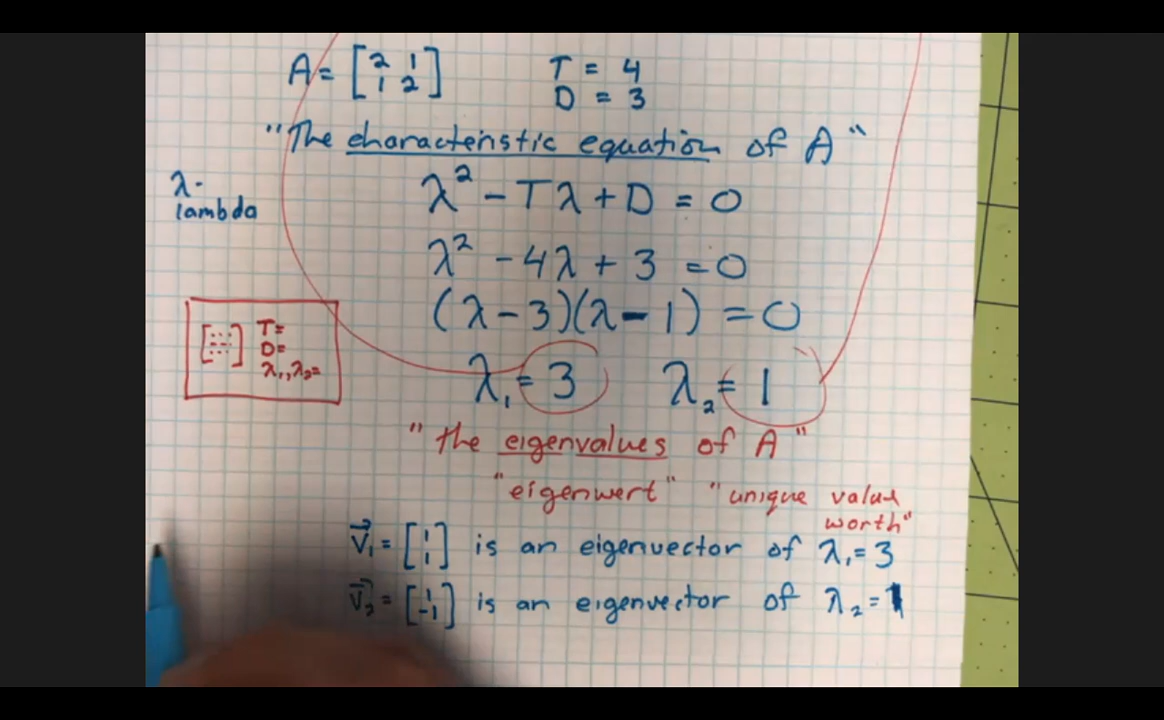 A = [2 1
1 2] T = 4
D = 3
"The characteristic equation of A"
λ² - Tλ + D = 0
λ -
lambda
λ² - 4λ + 3 = 0
(λ - 3)(λ - 1) = 0
[:::] T=
D=
λ₁, λ₂=
λ₁ = 3 λ₂ = 1
"the eigenvalues of A"
"eigenwert" "unique value
worth"
v⃗₁ = [1
1] is an eigenvector of λ₁ = 3
v⃗₂ = [1
-1] is an eigenvector of λ₂ = 1